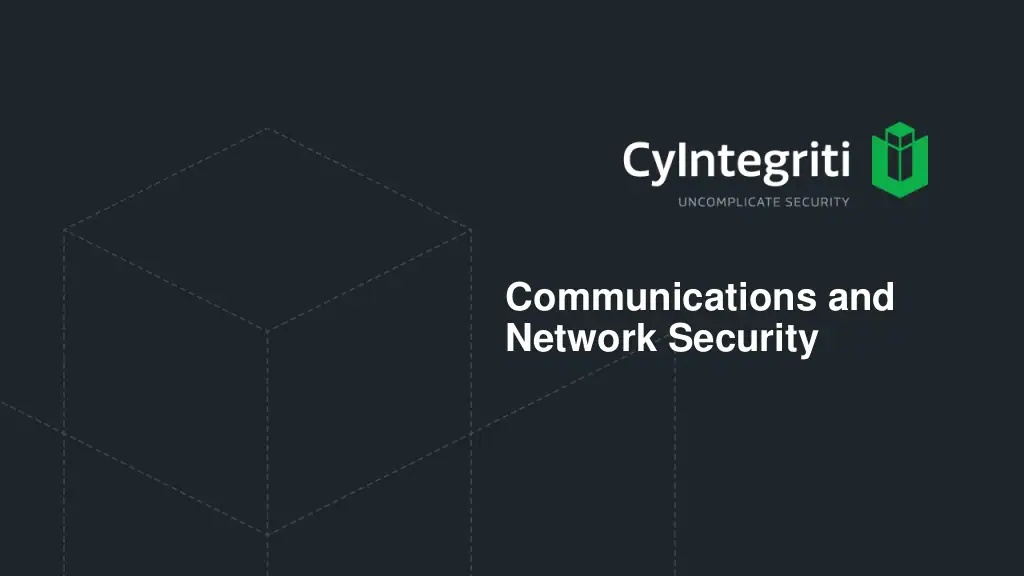 CyIntegriti
UNCOMPLICATE SECURITY
Communications and
Network Security